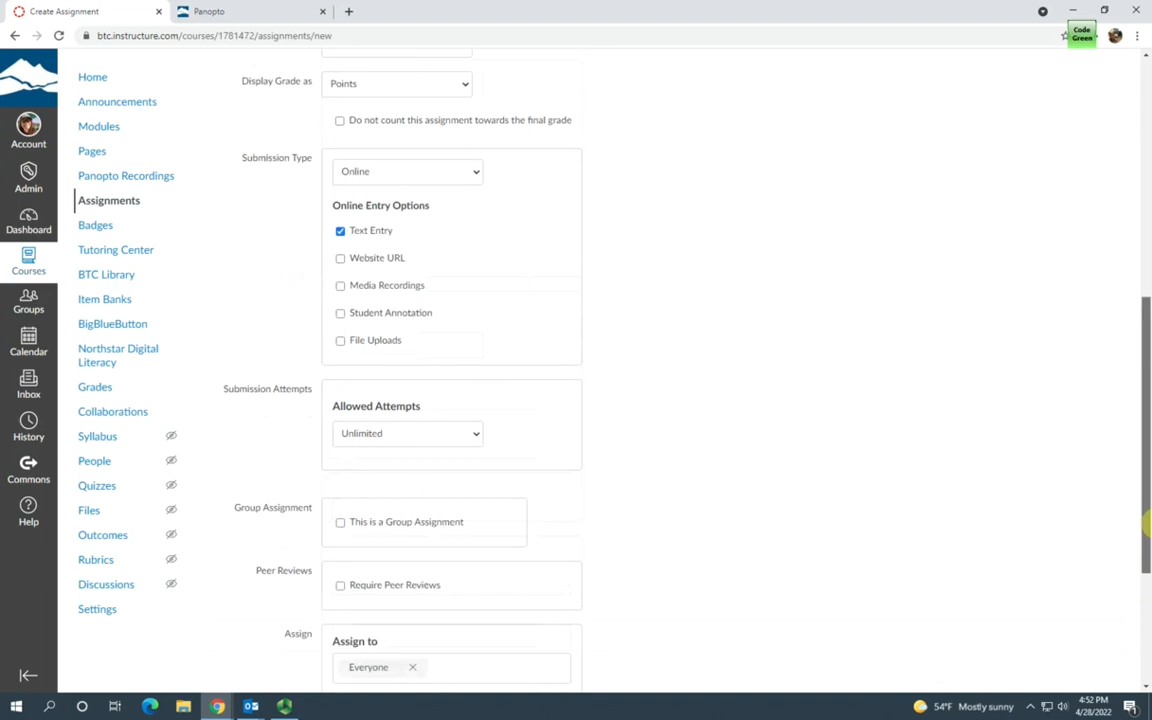 Create Assignment
Panopto
btc.instructure.com/courses/1781472/assignments/new
Code
Green
Account
Admin
Dashboard
Courses
Groups
Calendar
Inbox
History
Commons
Help
Home
Announcements
Modules
Pages
Panopto Recordings
Assignments
Badges
Tutoring Center
BTC Library
Item Banks
BigBlueButton
Northstar Digital
Literacy
Grades
Collaborations
Syllabus
People
Quizzes
Files
Outcomes
Rubrics
Discussions
Settings
Display Grade as
Points
Do not count this assignment towards the final grade
Submission Type
Online
Online Entry Options
Text Entry
Website URL
Media Recordings
Student Annotation
File Uploads
Submission Attempts
Allowed Attempts
Unlimited
Group Assignment
This is a Group Assignment
Peer Reviews
Require Peer Reviews
Assign
Assign to
Everyone
54°F Mostly sunny
4:52 PM
4/28/2022